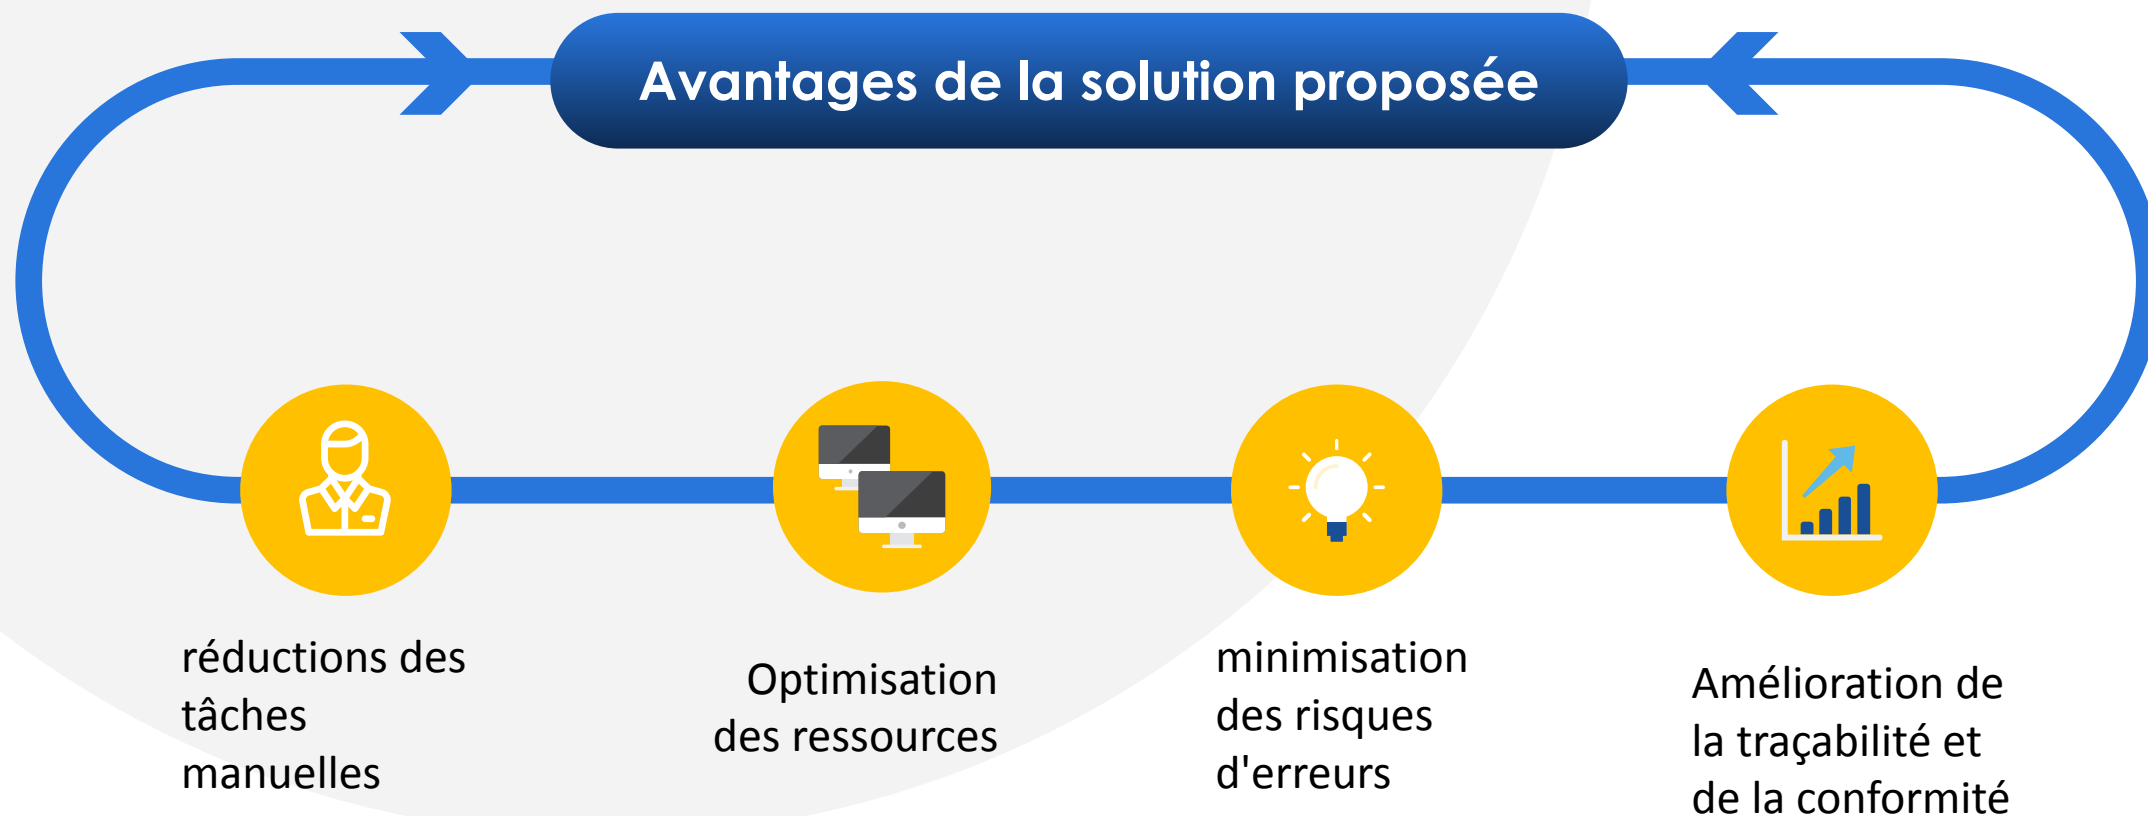 Avantages de la solution proposée
réductions des
tâches
manuelles
Optimisation
des ressources
minimisation
des risques
d'erreurs
Amélioration de
la traçabilité et
de la conformité